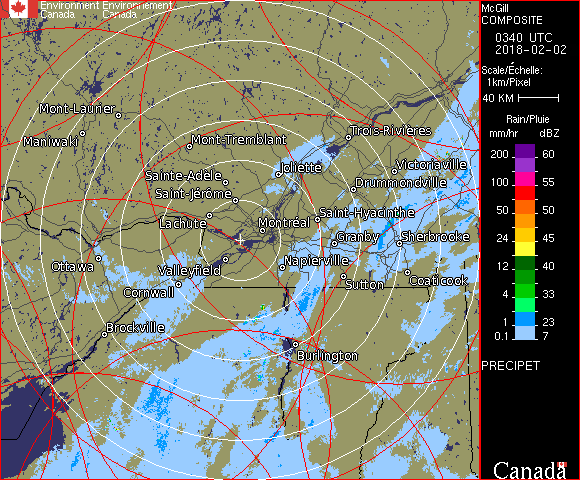 Environment Environnement
Canada Canada
McGill
COMPOSITE
0340 UTC
2018-02-02
Scale/Échelle:
1km/Pixel
40 KM
Rain/Pluie
mm/hr dBZ
200 60
100 55
50 50
24 45
12 40
4 33
1 23
0.1 7
PRECIPET
Canada
Mont-Laurier
Maniwaki
Mont-Tremblant
Trois-Rivières
Joliette
Victoriaville
Sainte-Adèle
Drummondville
Saint-Jérôme
Saint-Hyacinthe
Lachute
Montréal
Granby
Sherbrooke
Ottawa
Valleyfield
Napierville
Cornwall
Sutton
Coaticook
Brockville
Burlington